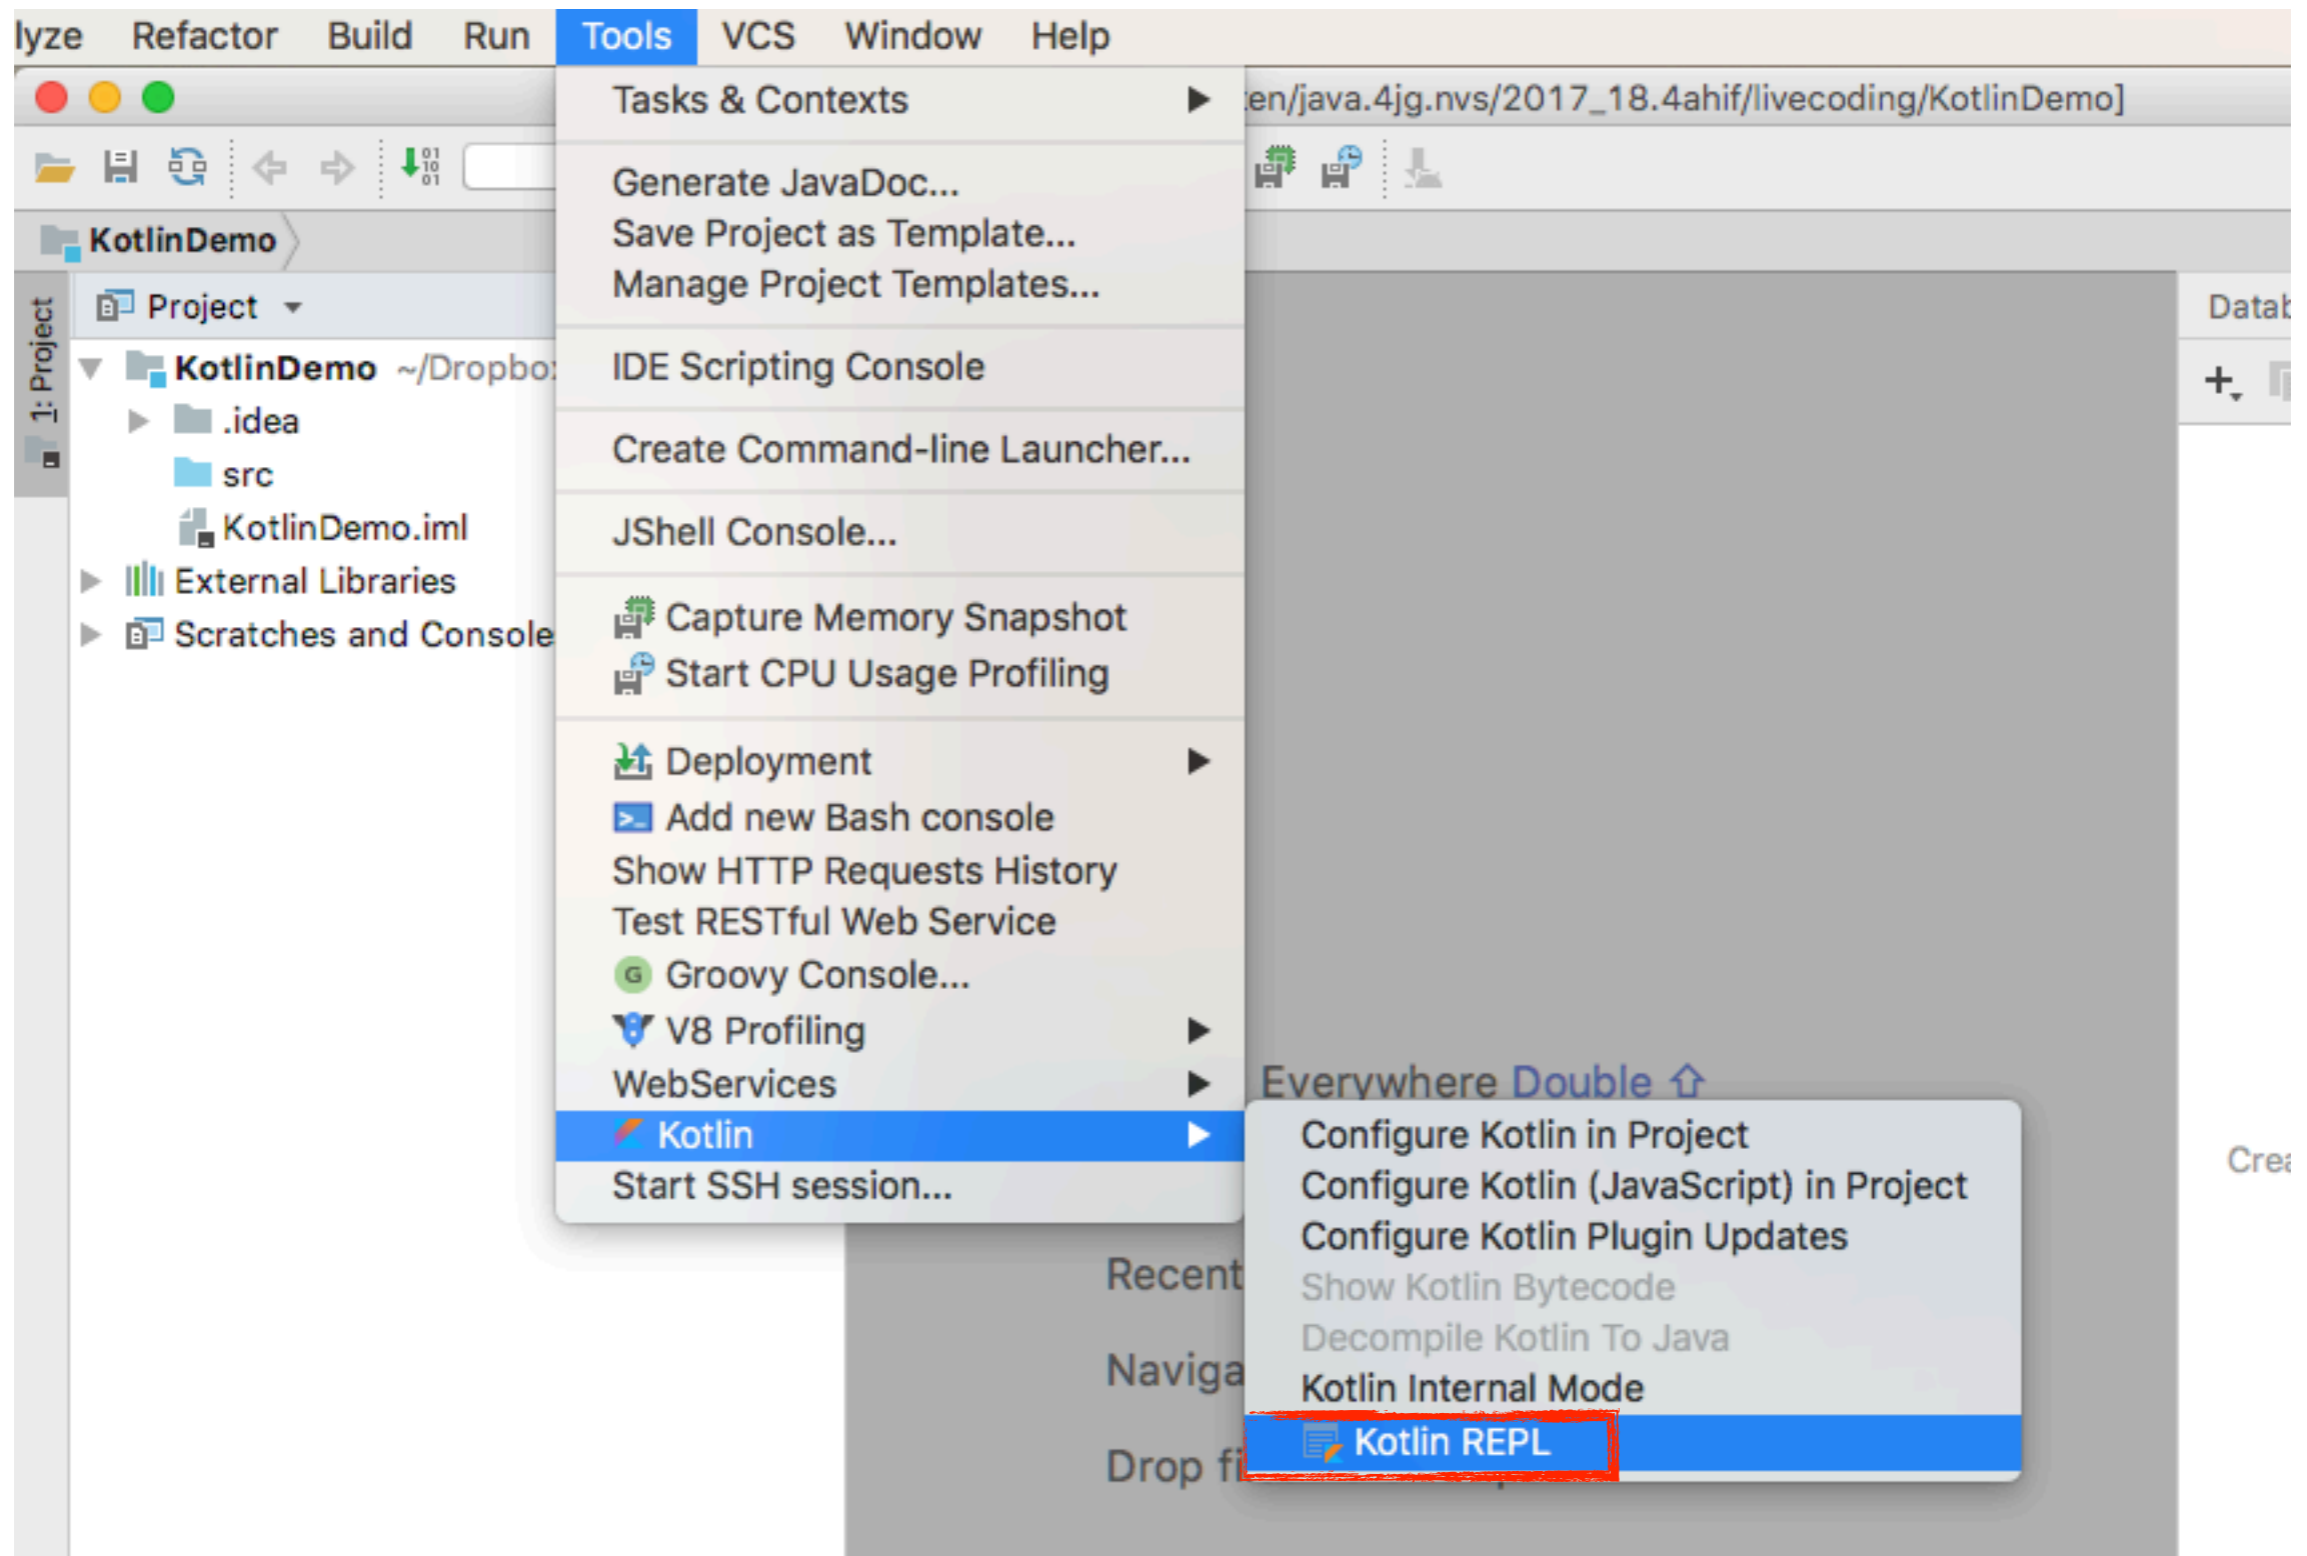 Refactor Build Run Tools VCS Window Help
en/java.4jg.nvs/2017_18.4ahif/livecoding/KotlinDemo]
KotlinDemo
Project
1: Project
KotlinDemo ~/Dropbo
.idea
src
KotlinDemo.iml
External Libraries
Scratches and Console
Tasks & Contexts
Generate JavaDoc...
Save Project as Template...
Manage Project Templates...
IDE Scripting Console
Create Command-line Launcher...
JShell Console...
Capture Memory Snapshot
Start CPU Usage Profiling
Deployment
Add new Bash console
Show HTTP Requests History
Test RESTful Web Service
Groovy Console...
V8 Profiling
WebServices
Kotlin
Start SSH session...
Everywhere Double ⇧
Configure Kotlin in Project
Configure Kotlin (JavaScript) in Project
Configure Kotlin Plugin Updates
Show Kotlin Bytecode
Decompile Kotlin To Java
Kotlin Internal Mode
Kotlin REPL
Recent
Naviga
Drop fi
Datab
Crea